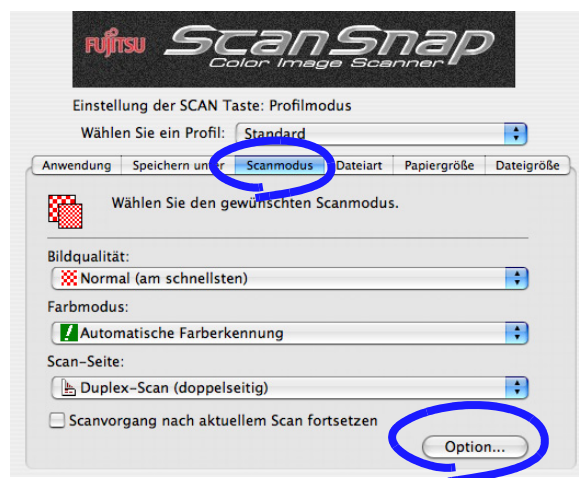 FUJITSU ScanSnap
Color Image Scanner
Einstellung der SCAN Taste: Profilmodus
Wählen Sie ein Profil: Standard
Anwendung Speichern unter Scanmodus Dateiart Papiergröße Dateigröße
Wählen Sie den gewünschten Scanmodus.
Bildqualität:
Normal (am schnellsten)
Farbmodus:
Automatische Farberkennung
Scan-Seite:
Duplex-Scan (doppelseitig)
Scanvorgang nach aktuellem Scan fortsetzen
Option...